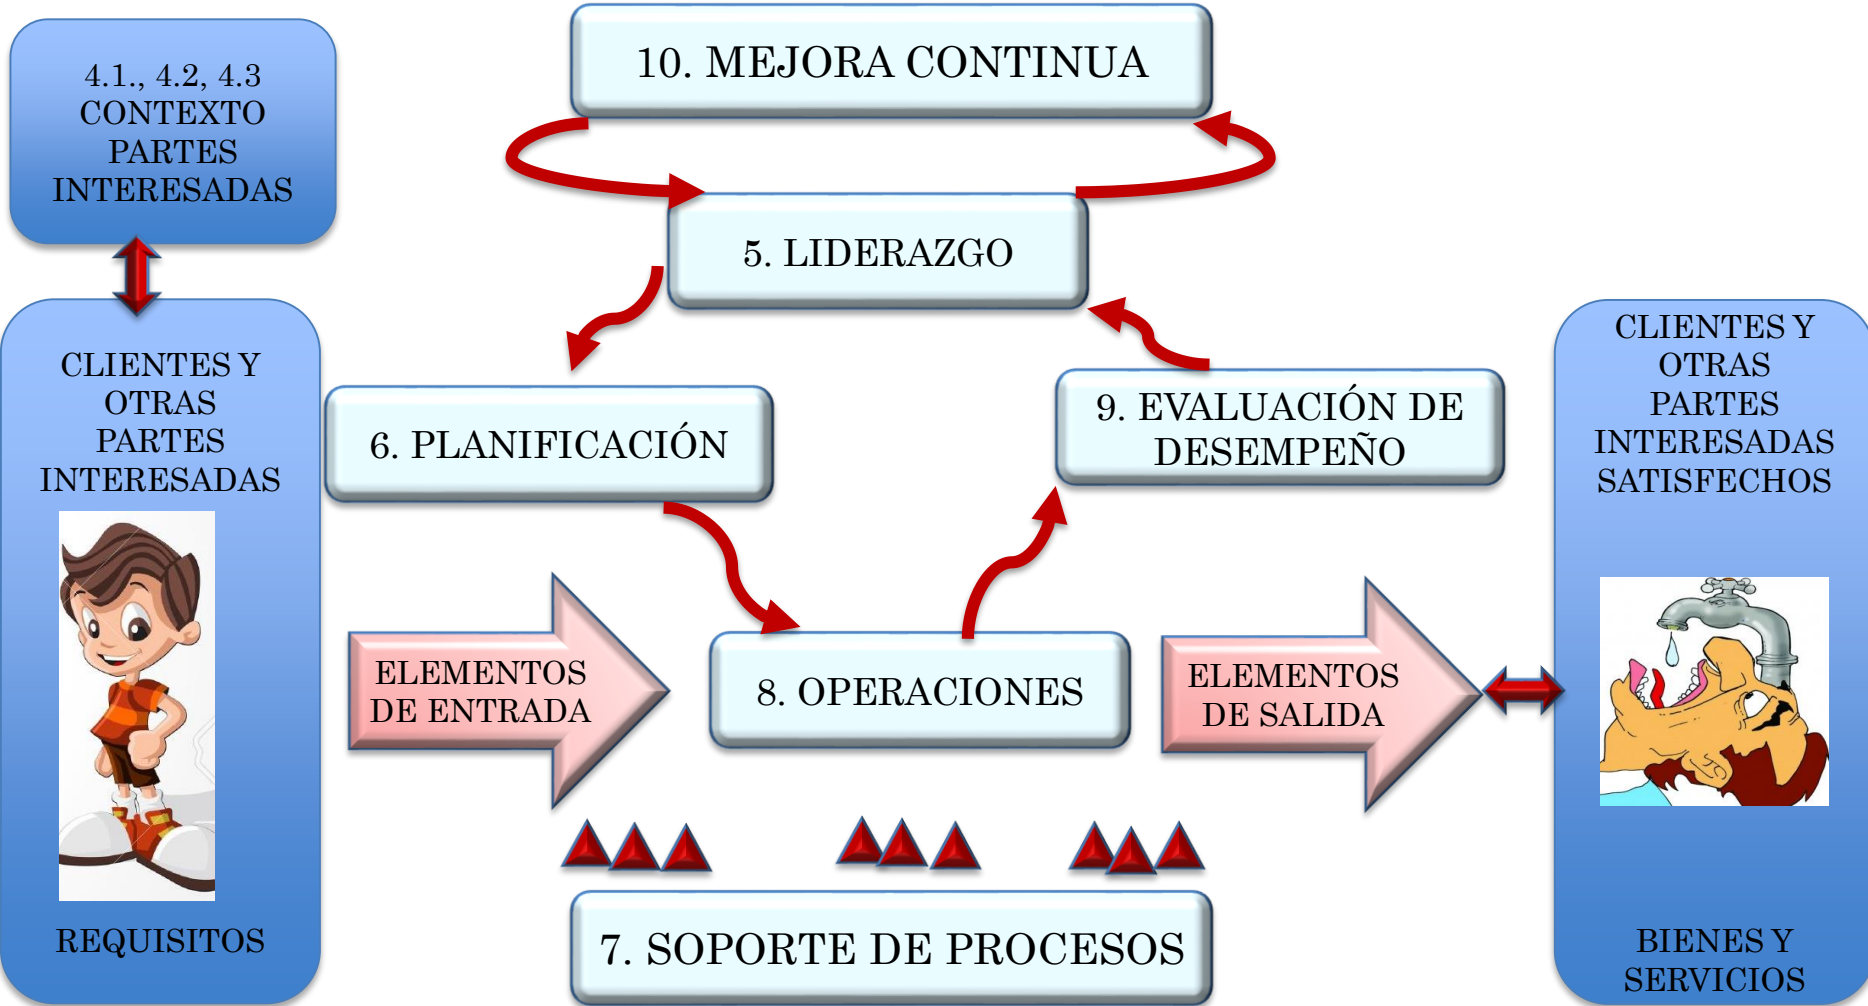 4.1., 4.2, 4.3
CONTEXTO
PARTES
INTERESADAS
10. MEJORA CONTINUA
5. LIDERAZGO
CLIENTES Y
OTRAS
PARTES
INTERESADAS
REQUISITOS
6. PLANIFICACIÓN
9. EVALUACIÓN DE
DESEMPEÑO
ELEMENTOS
DE ENTRADA
8. OPERACIONES
ELEMENTOS
DE SALIDA
7. SOPORTE DE PROCESOS
CLIENTES Y
OTRAS
PARTES
INTERESADAS
SATISFECHOS
BIENES Y
SERVICIOS